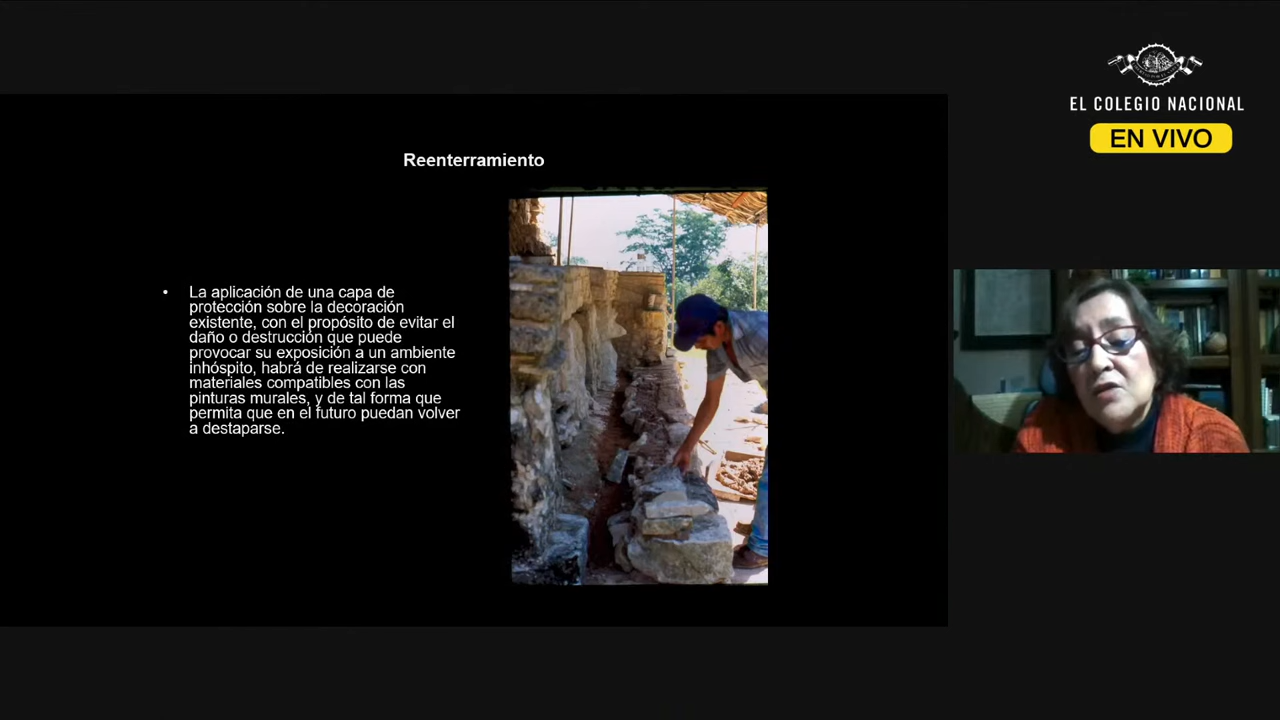 EL COLEGIO NACIONAL
EN VIVO
Reenterramiento
• La aplicación de una capa de
protección sobre la decoración
existente, con el propósito de evitar el
daño o destrucción que puede
provocar su exposición a un ambiente
inhóspito, habrá de realizarse con
materiales compatibles con las
pinturas murales, y de tal forma que
permita que en el futuro puedan volver
a destaparse.